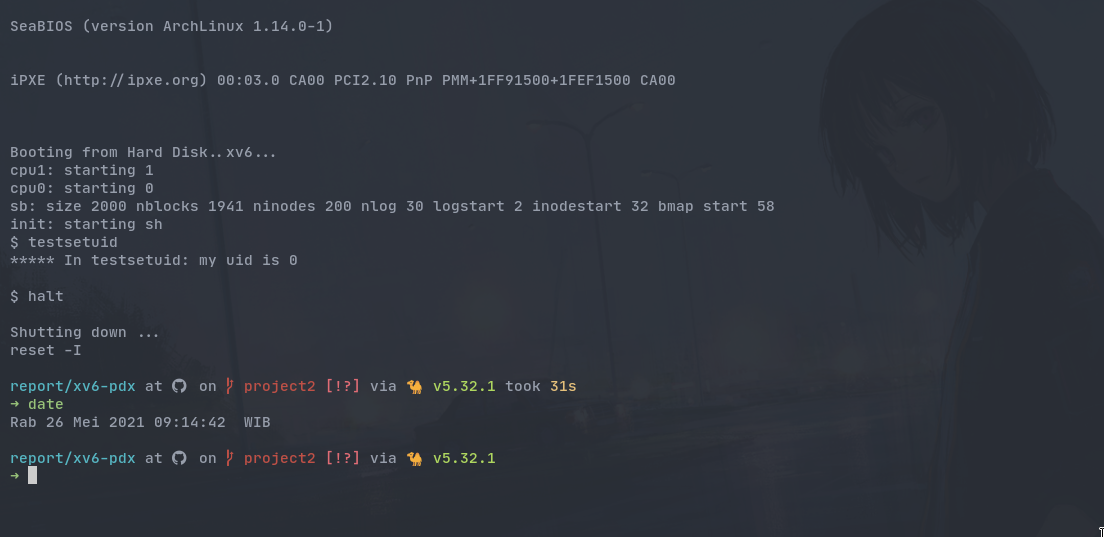 SeaBIOS (version ArchLinux 1.14.0-1)
iPXE (http://ipxe.org) 00:03.0 CA00 PCI2.10 PnP PMM+1FF91500+1FEF1500 CA00
Booting from Hard Disk..xv6...
cpu1: starting 1
cpu0: starting 0
sb: size 2000 nblocks 1941 ninodes 200 nlog 30 logstart 2 inodestart 32 bmap start 58
init: starting sh
$ testsetuid
***** In testsetuid: my uid is 0
$ halt
Shutting down ...
reset -I
report/xv6-pdx at on project2 [!?] via 🐪 v5.32.1 took 31s
➜ date
Rab 26 Mei 2021 09:14:42 WIB
report/xv6-pdx at on project2 [!?] via 🐪 v5.32.1
➜